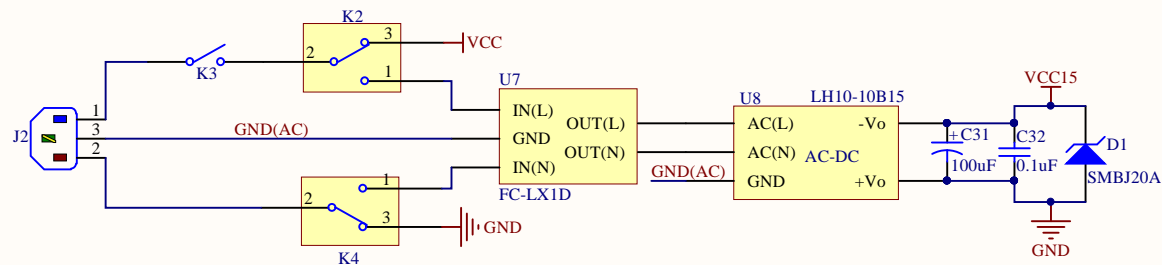 K2
3
VCC
2
K3
1
U7
J2
1
3
2
GND(AC)
IN(L)
GND
IN(N)
OUT(L)
OUT(N)
FC-LX1D
U8
LH10-10B15
AC(L)
-Vo
AC(N)
AC-DC
GND(AC)
GND
+Vo
VCC15
+
C31
100uF
C32
0.1uF
D1
SMBJ20A
GND
1
2
3
GND
K4